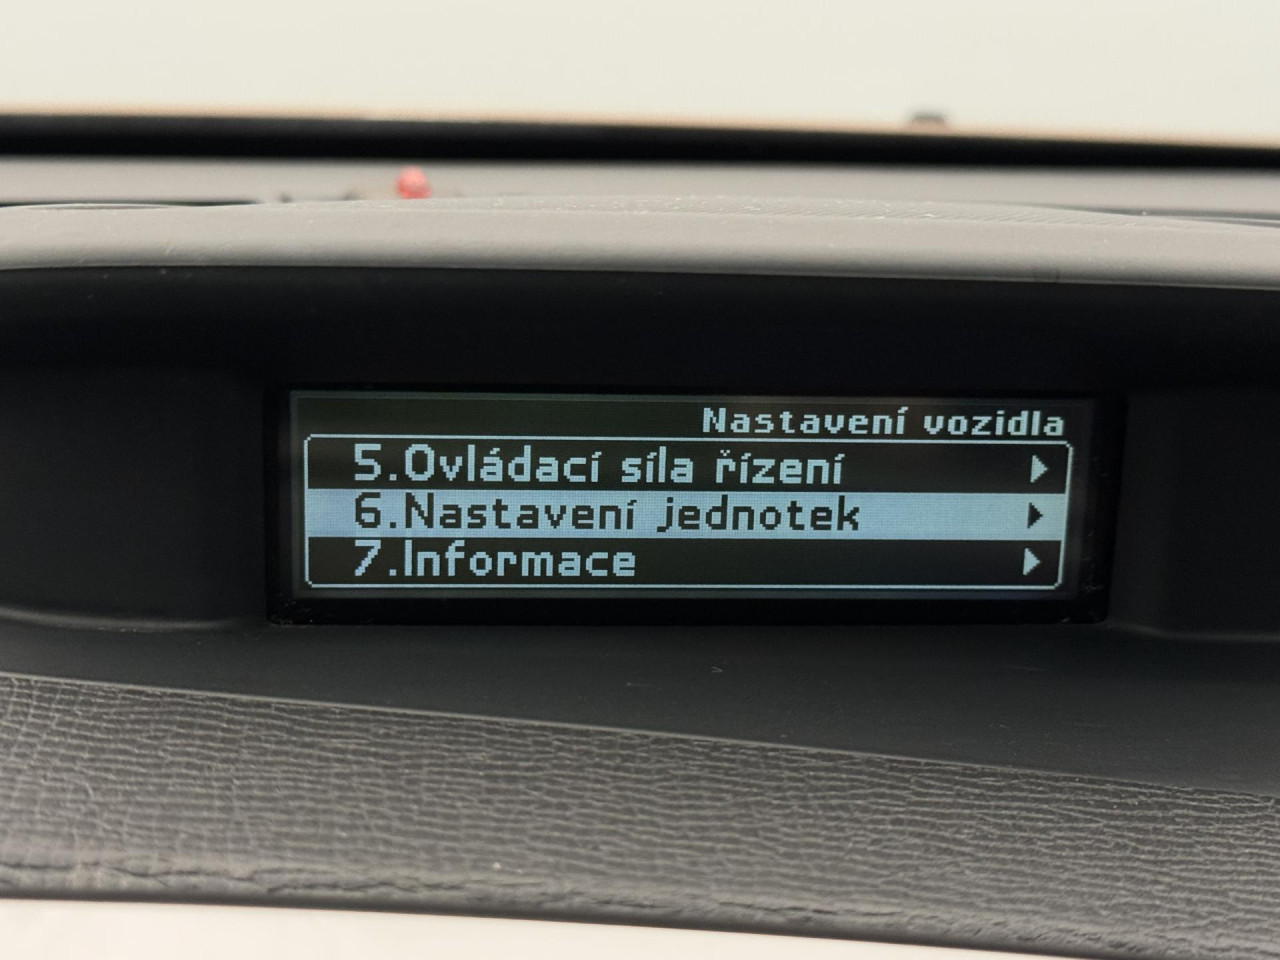 Nastavení vozidla
5.Ovládací síla řízení
6.Nastavení jednotek
7.Informace